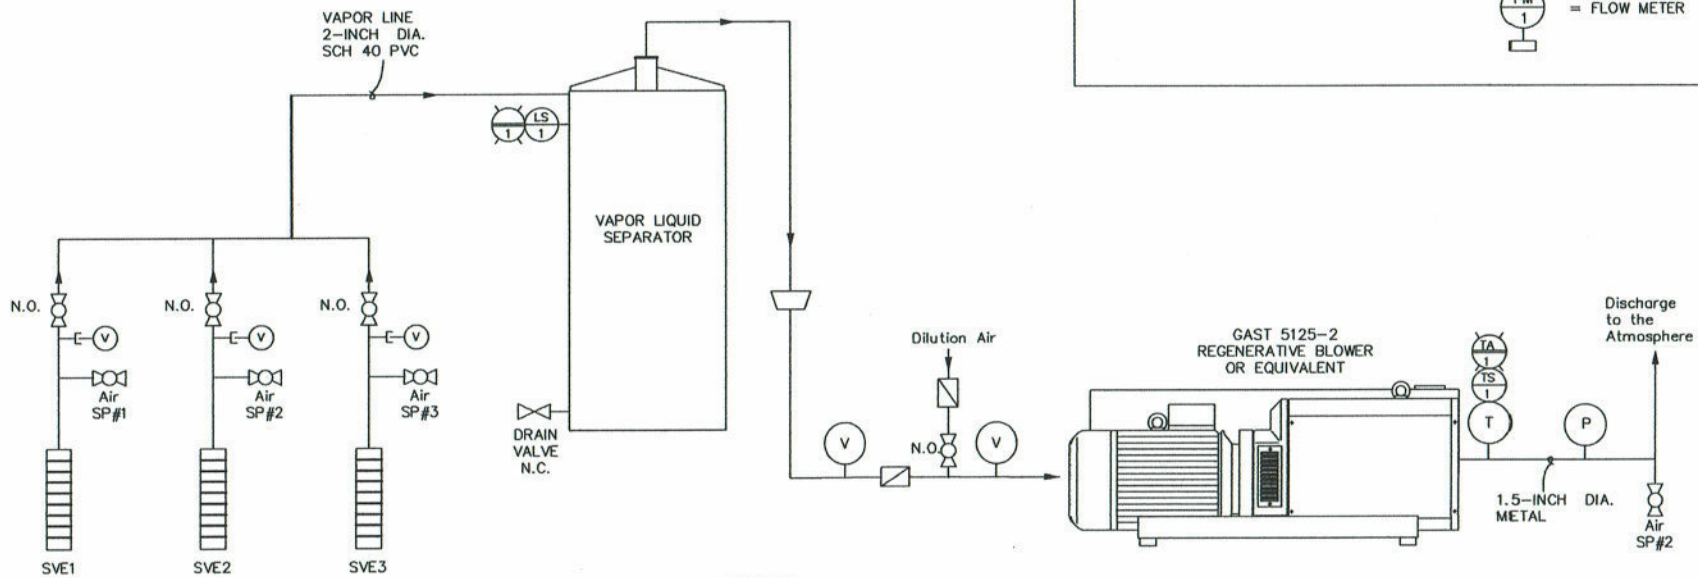 VAPOR LINE
2-INCH DIA.
SCH 40 PVC
1
= FLOW METER
LS
1
1
VAPOR LIQUID
SEPARATOR
N.O.
V
Air
SP#1
N.O.
V
Air
SP#2
N.O.
V
Air
SP#3
SVE1
SVE2
SVE3
DRAIN
VALVE
N.C.
V
Dilution Air
N.O.
V
GAST 5125-2
REGENERATIVE BLOWER
OR EQUIVALENT
TA
1
TS
1
T
P
Discharge
to the
Atmosphere
1.5-INCH DIA.
METAL
Air
SP#2